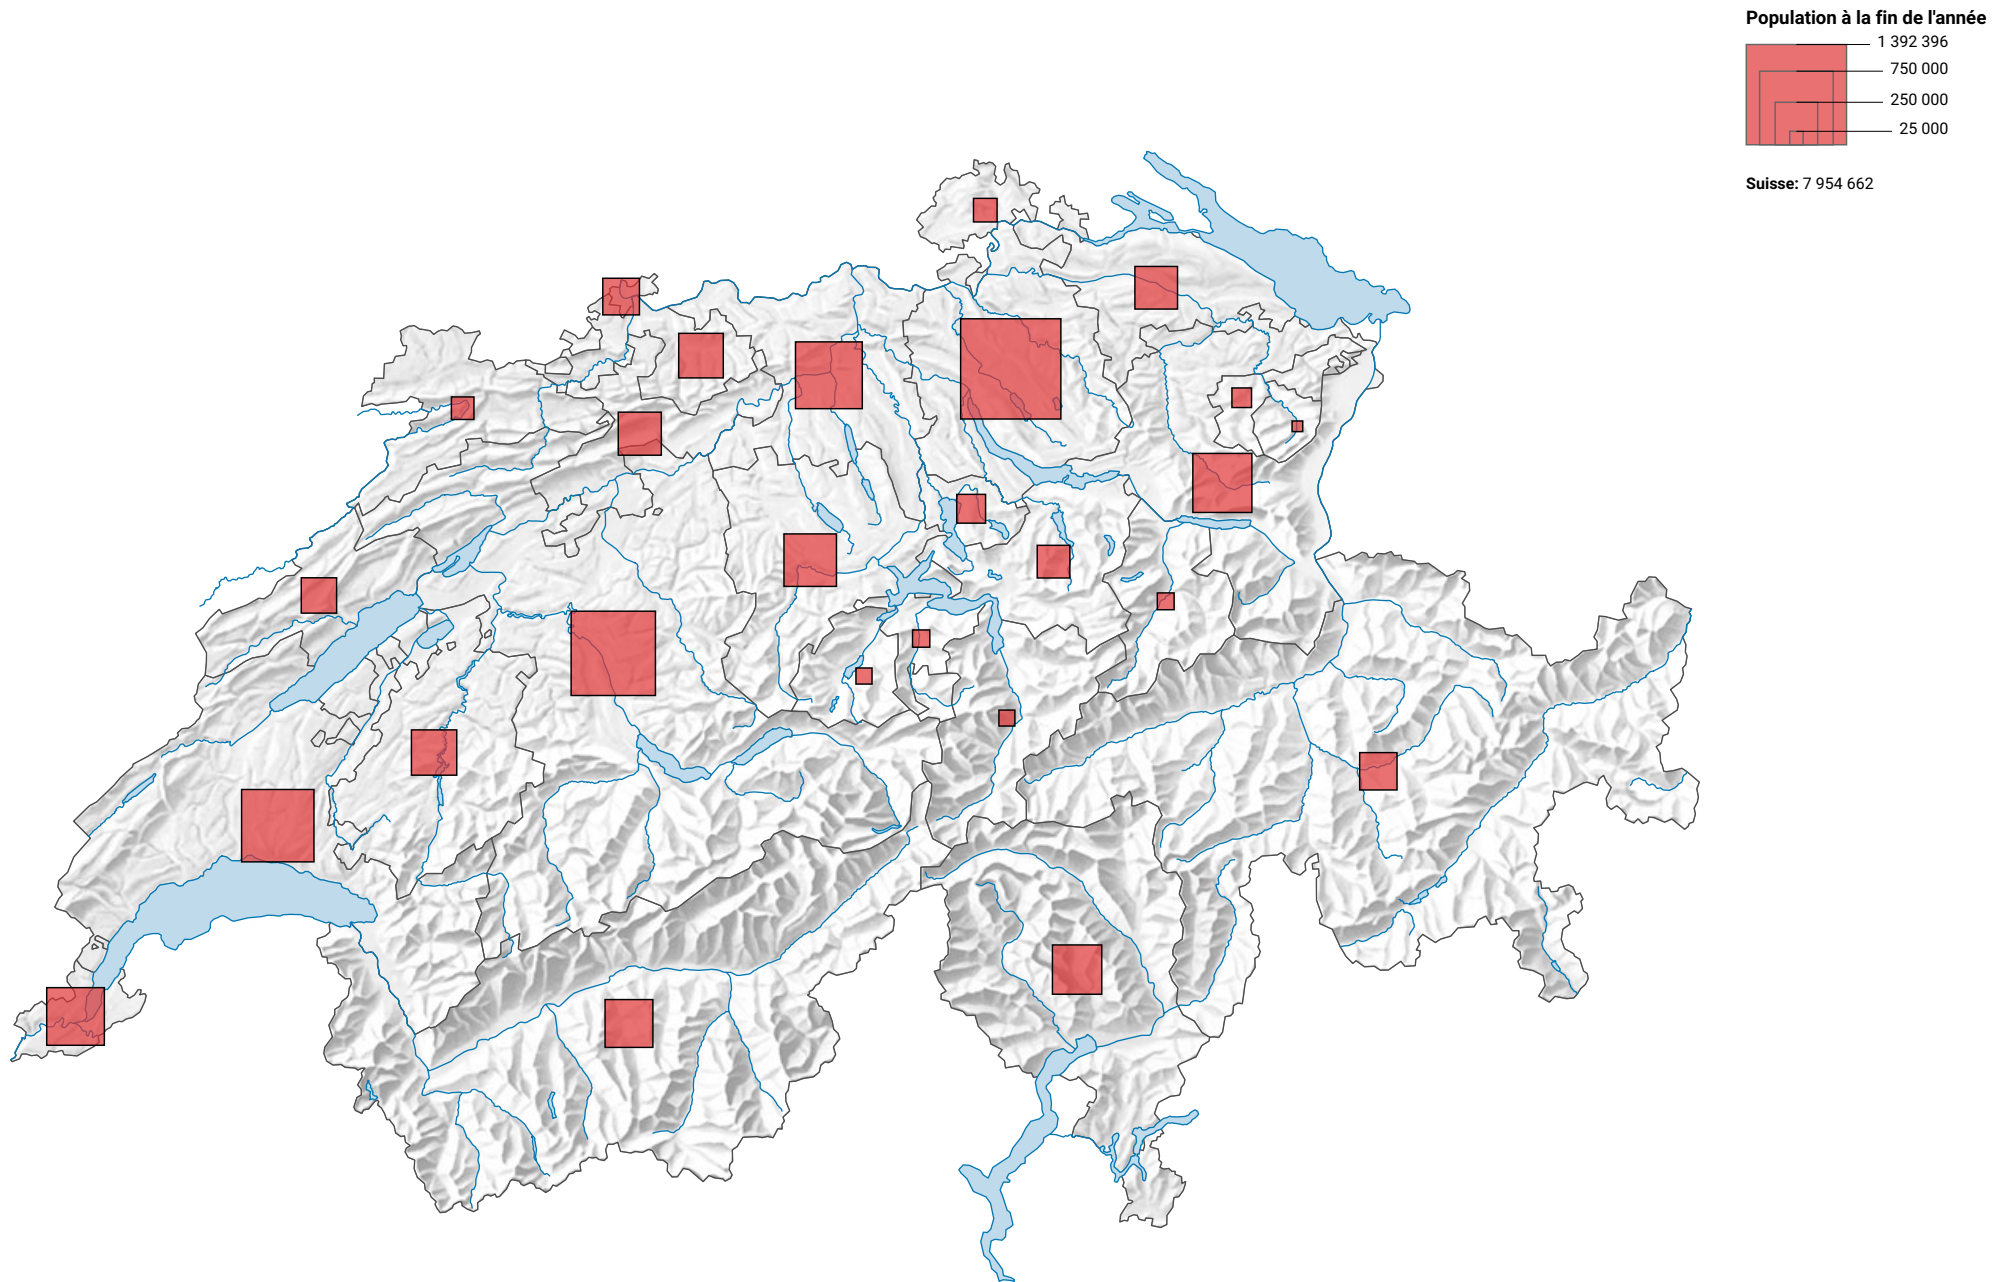 Population à la fin de l'année
1 392 396
750 000
250 000
25 000
Suisse: 7 954 662